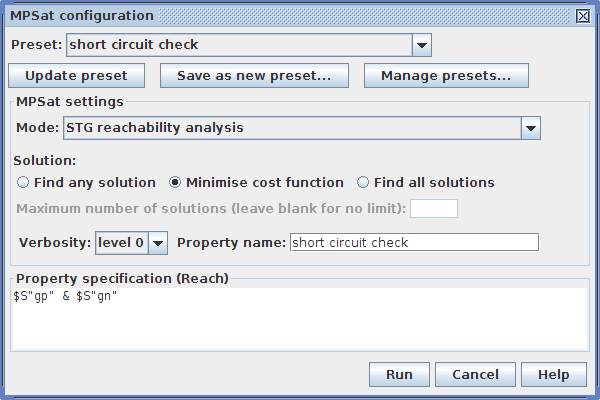 MPSat configuration
Preset: short circuit check
Update preset Save as new preset... Manage presets...
MPSat settings
Mode: STG reachability analysis
Solution:
Find any solution Minimise cost function Find all solutions
Maximum number of solutions (leave blank for no limit):
Verbosity: level 0 Property name: short circuit check
Property specification (Reach)
$S"gp" & $S"gn"
Run Cancel Help